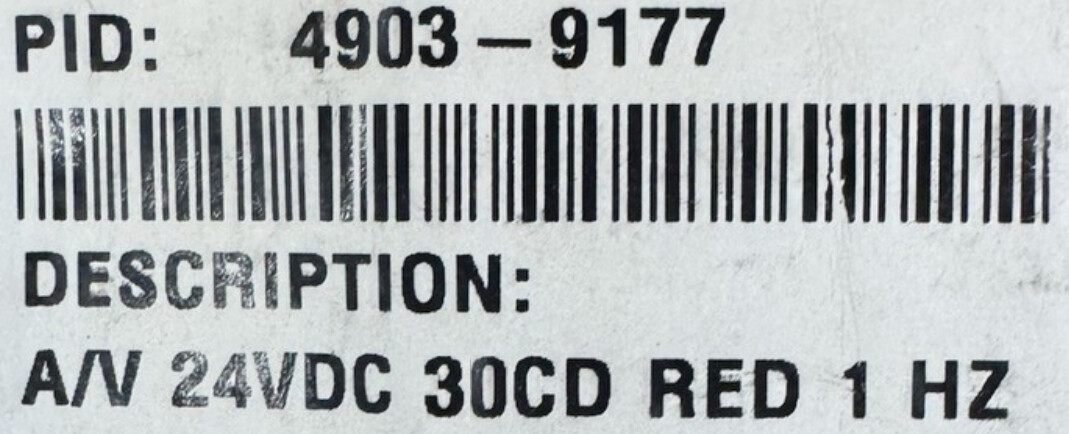 PID: 4903-9177
DESCRIPTION:
A/V 24VDC 30CD RED 1 HZ